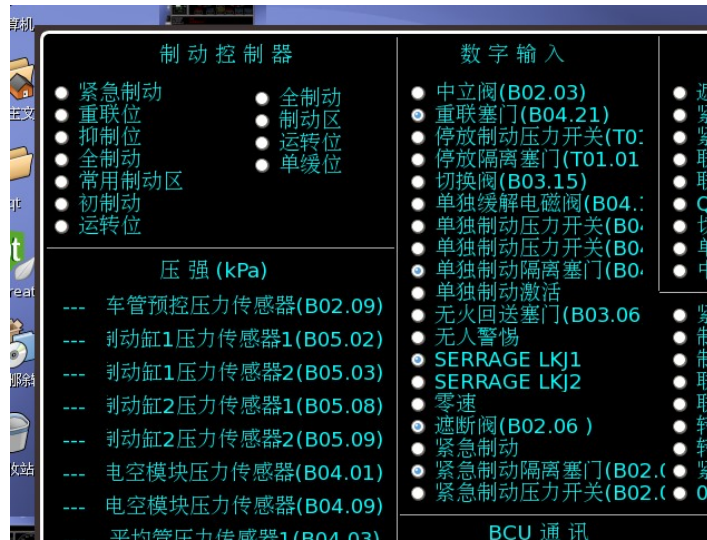 制动控制器
紧急制动
重联位
抑制位
全制动
常用制动区
初制动
运转位
全制动
制动区
运转位
单缓位
压强(kPa)
--- 车管预控压力传感器(B02.09)
--- 制动缸1压力传感器1(B05.02)
--- 制动缸1压力传感器2(B05.03)
--- 制动缸2压力传感器1(B05.08)
--- 制动缸2压力传感器2(B05.09)
--- 电空模块压力传感器(B04.01)
--- 电空模块压力传感器(B04.09)
平均管压力传感器1(B04.03)
数字输入
中立阀(B02.03)
重联塞门(B04.21)
停放制动压力开关(T0
停放隔离塞门(T01.01
切换阀(B03.15)
单独缓解电磁阀(B04.
单独制动压力开关(B0
单独制动压力开关(B0
单独制动隔离塞门(B0
单独制动激活
无火回送塞门(B03.06
无人警惕
SERRAGE LKJ1
SERRAGE LKJ2
零速
遮断阀(B02.06 )
紧急制动
紧急制动隔离塞门(B02.
紧急制动压力开关(B02.
BCU 通讯